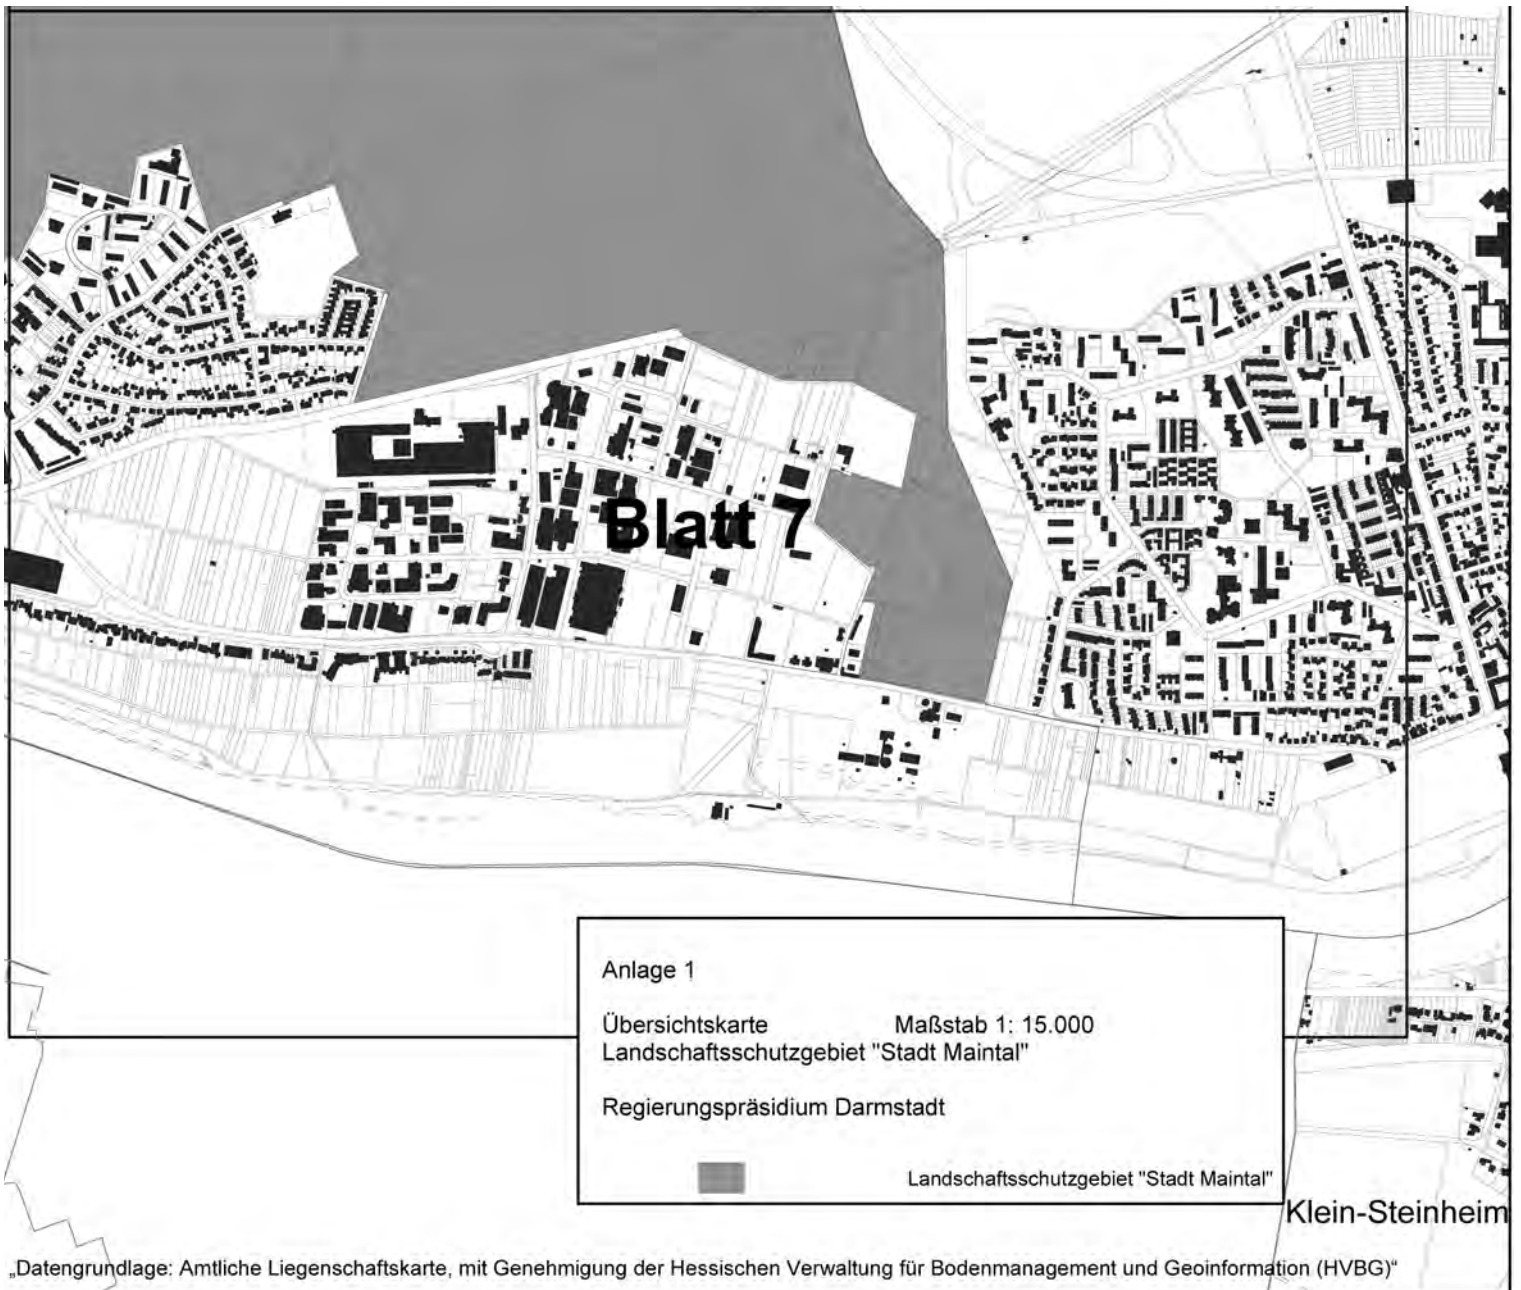 Blatt 7
Anlage 1
Übersichtskarte Maßstab 1: 15.000
Landschaftsschutzgebiet "Stadt Maintal"
Regierungspräsidium Darmstadt
Landschaftsschutzgebiet "Stadt Maintal"
Klein-Steinheim
„Datengrundlage: Amtliche Liegenschaftskarte, mit Genehmigung der Hessischen Verwaltung für Bodenmanagement und Geoinformation (HVBG)“